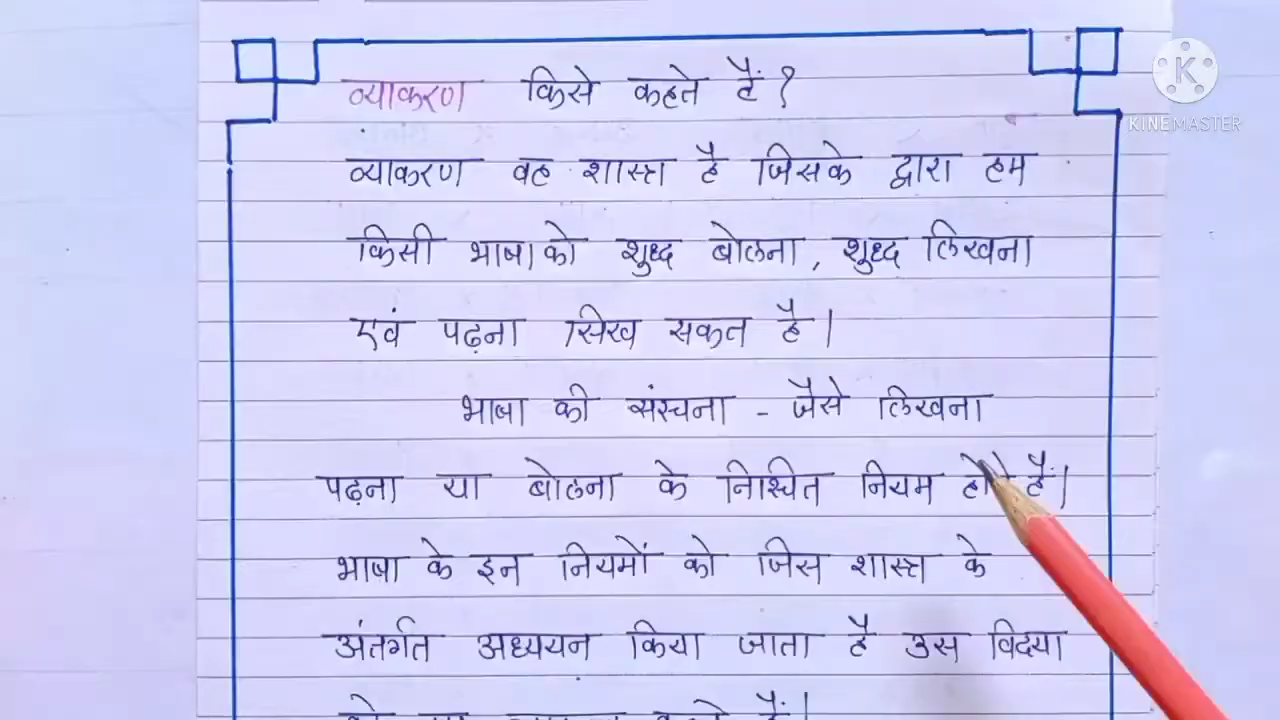 व्याकरण किसे कहते हैं?
व्याकरण वह शास्त्र है जिसके द्वारा हम
किसी भाषा को शुध्द बोलना, शुध्द लिखना
एवं पढ़ना सिख सकत है।
भाषा की संरचना - जैसे लिखना
पढ़ना या बोलना के निश्चित नियम हैं।
भाषा के इन नियमों को जिस शास्त्र के
अंतर्गत अध्ययन किया जाता है उस विदया
हैं।
K
KINEMASTER